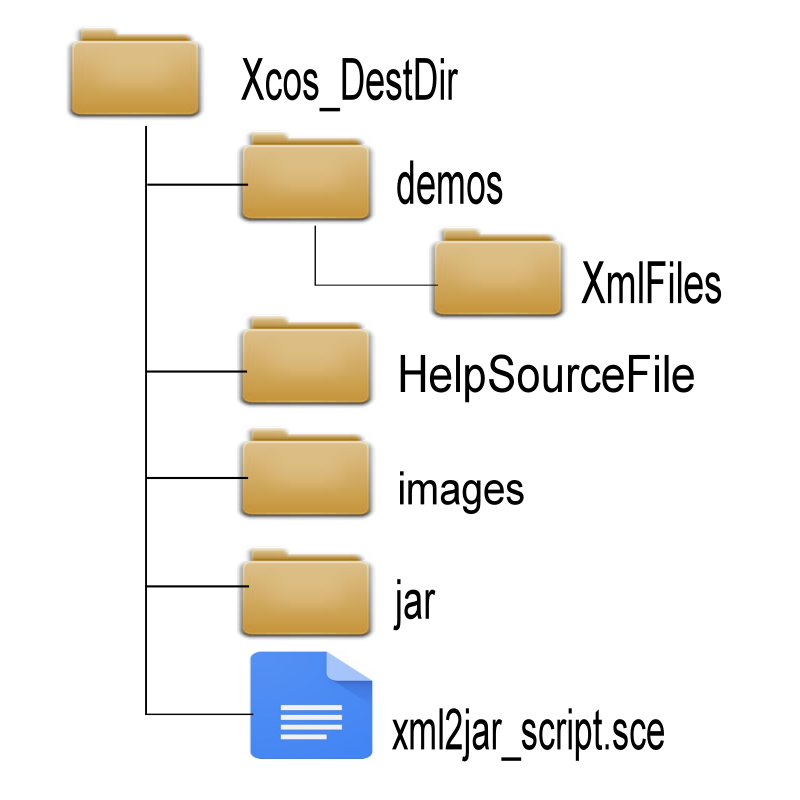 Xcos_DestDir
demos
XmlFiles
HelpSourceFile
images
jar
xml2jar_script.sce